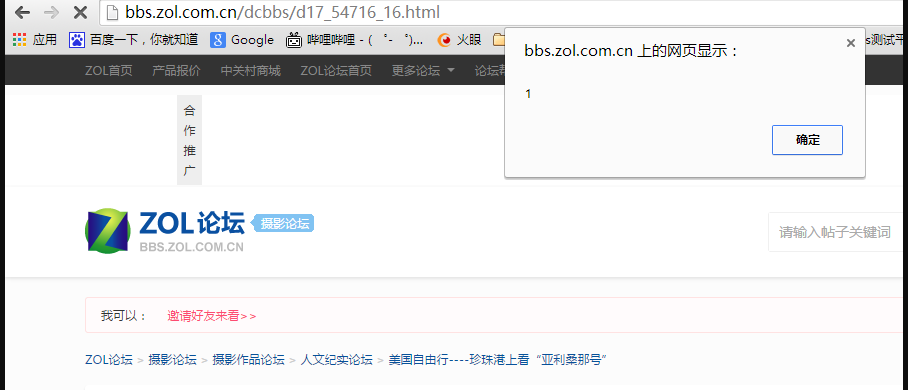 bbs.zol.com.cn/dcbbs/d17_54716_16.html
应用 百度一下，你就知道 Google 哔哩哔哩 - ( ゜- ゜)... 火眼
s测试平
bbs.zol.com.cn 上的网页显示：
1
确定
ZOL首页 产品报价 中关村商城 ZOL论坛首页 更多论坛 论坛帮
合
作
推
广
ZOL论坛 摄影论坛
BBS.ZOL.COM.CN
请输入帖子关键词
我可以： 邀请好友来看>>
ZOL论坛 > 摄影论坛 > 摄影作品论坛 > 人文纪实论坛 > 美国自由行----珍珠港上看“亚利桑那号”